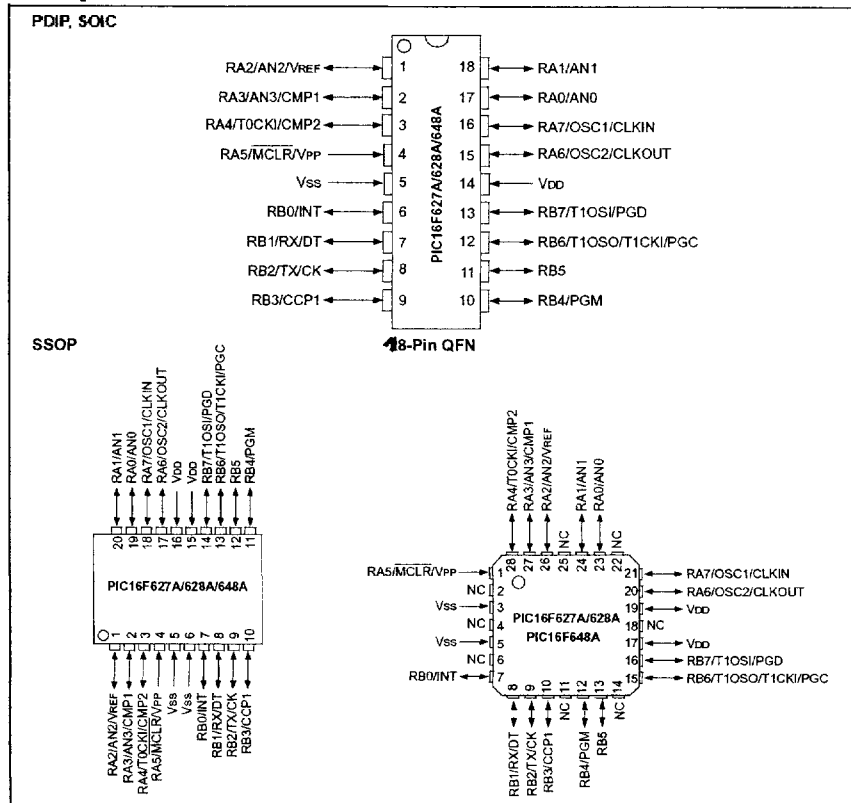 PDIP, SOIC
RA2/AN2/VREF 1 18 RA1/AN1
RA3/AN3/CMP1 2 17 RA0/AN0
RA4/T0CKI/CMP2 3 16 RA7/OSC1/CLKIN
RA5/MCLR/VPP 4 15 RA6/OSC2/CLKOUT
VSS 5 14 VDD
RB0/INT 6 13 RB7/T1OSI/PGD
RB1/RX/DT 7 12 RB6/T1OSO/T1CKI/PGC
RB2/TX/CK 8 11 RB5
RB3/CCP1 9 10 RB4/PGM
PIC16F627A/628A/648A
SSOP
RA1/AN1
RA0/AN0
RA7/OSC1/CLKIN
RA6/OSC2/CLKOUT
VDD
VDD
RB7/T1OSI/PGD
RB6/T1OSO/T1CKI/PGC
RB5
RB4/PGM
20 19 18 17 16 15 14 13 12 11
PIC16F627A/628A/648A
1 2 3 4 5 6 7 8 9 10
RA2/AN2/VREF
RA3/AN3/CMP1
RA4/T0CKI/CMP2
RA5/MCLR/VPP
VSS
VSS
RB0/INT
RB1/RX/DT
RB2/TX/CK
RB3/CCP1
28-Pin QFN
RA4/T0CKI/CMP2
RA3/AN3/CMP1
RA2/AN2/VREF
NC
RA1/AN1
RA0/AN0
NC
28 27 26 25 24 23 22
RA5/MCLR/VPP 1 21 RA7/OSC1/CLKIN
NC 2 20 RA6/OSC2/CLKOUT
VSS 3 19 VDD
NC 4 18 NC
VSS 5 17 VDD
NC 6 16 RB7/T1OSI/PGD
RB0/INT 7 15 RB6/T1OSO/T1CKI/PGC
PIC16F627A/628A
PIC16F648A
8 9 10 11 12 13 14
RB1/RX/DT
RB2/TX/CK
RB3/CCP1
NC
RB4/PGM
RB5
NC